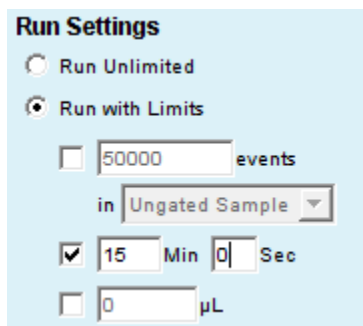 Run Settings
Run Unlimited
Run with Limits
50000 events
in Ungated Sample
15 Min 0 Sec
0 µL